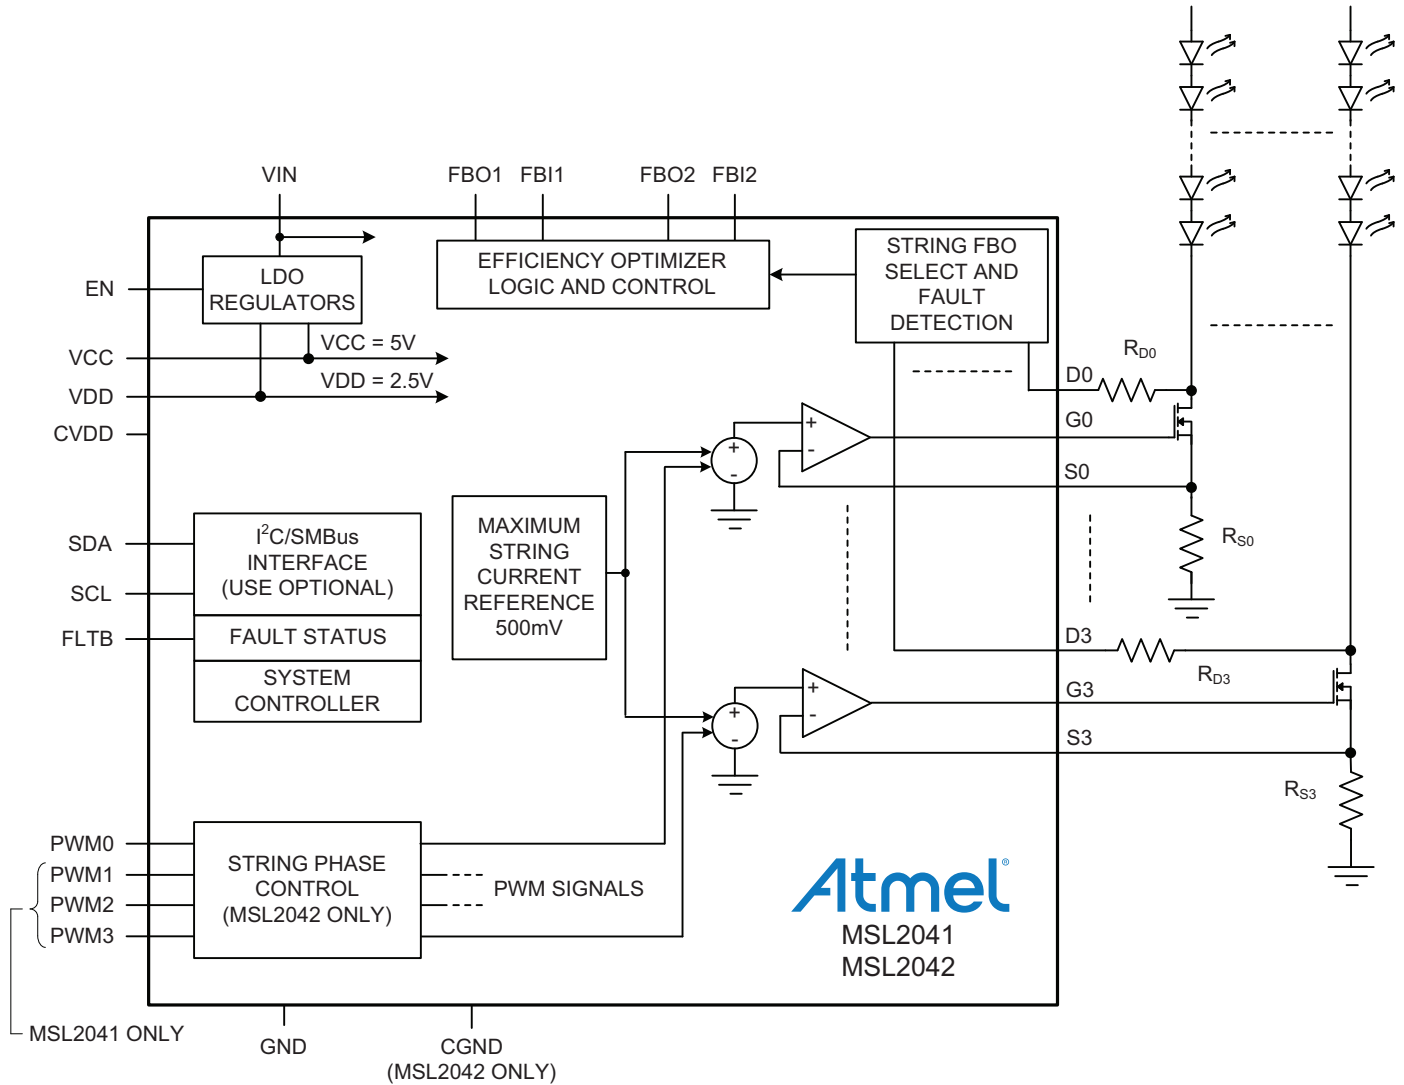 VIN
FBO1
FBI1
FBO2
FBI2
EN
VCC
VDD
CVDD
LDO
REGULATORS
VCC = 5V
VDD = 2.5V
EFFICIENCY OPTIMIZER
LOGIC AND CONTROL
STRING FBO
SELECT AND
FAULT
DETECTION
D0
G0
S0
RD0
RS0
+
-
+
-
SDA
SCL
FLTB
I2C/SMBus
INTERFACE
(USE OPTIONAL)
FAULT STATUS
SYSTEM
CONTROLLER
MAXIMUM
STRING
CURRENT
REFERENCE
500mV
D3
G3
S3
RD3
RS3
+
-
+
-
PWM0
PWM1
PWM2
PWM3
STRING PHASE
CONTROL
(MSL2042 ONLY)
PWM SIGNALS
Atmel®
MSL2041
MSL2042
MSL2041 ONLY
GND
CGND
(MSL2042 ONLY)